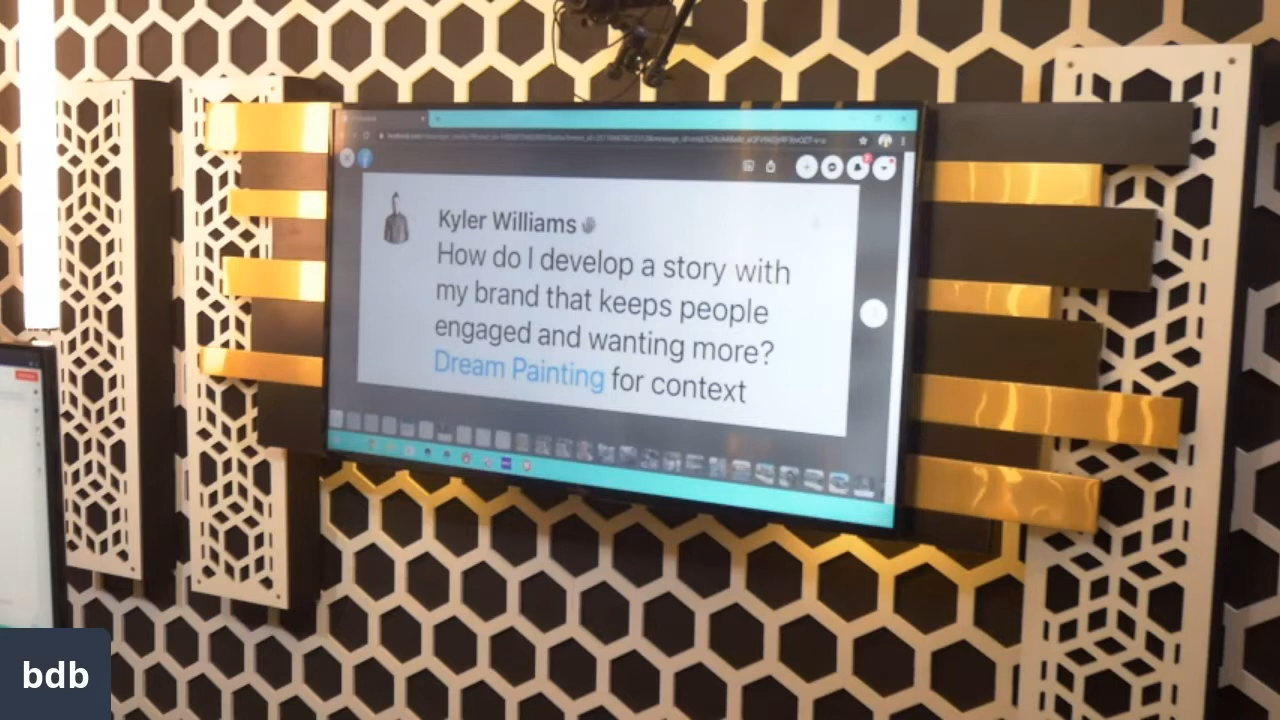 Kyler Williams
How do I develop a story with
my brand that keeps people
engaged and wanting more?
Dream Painting for context
bdb